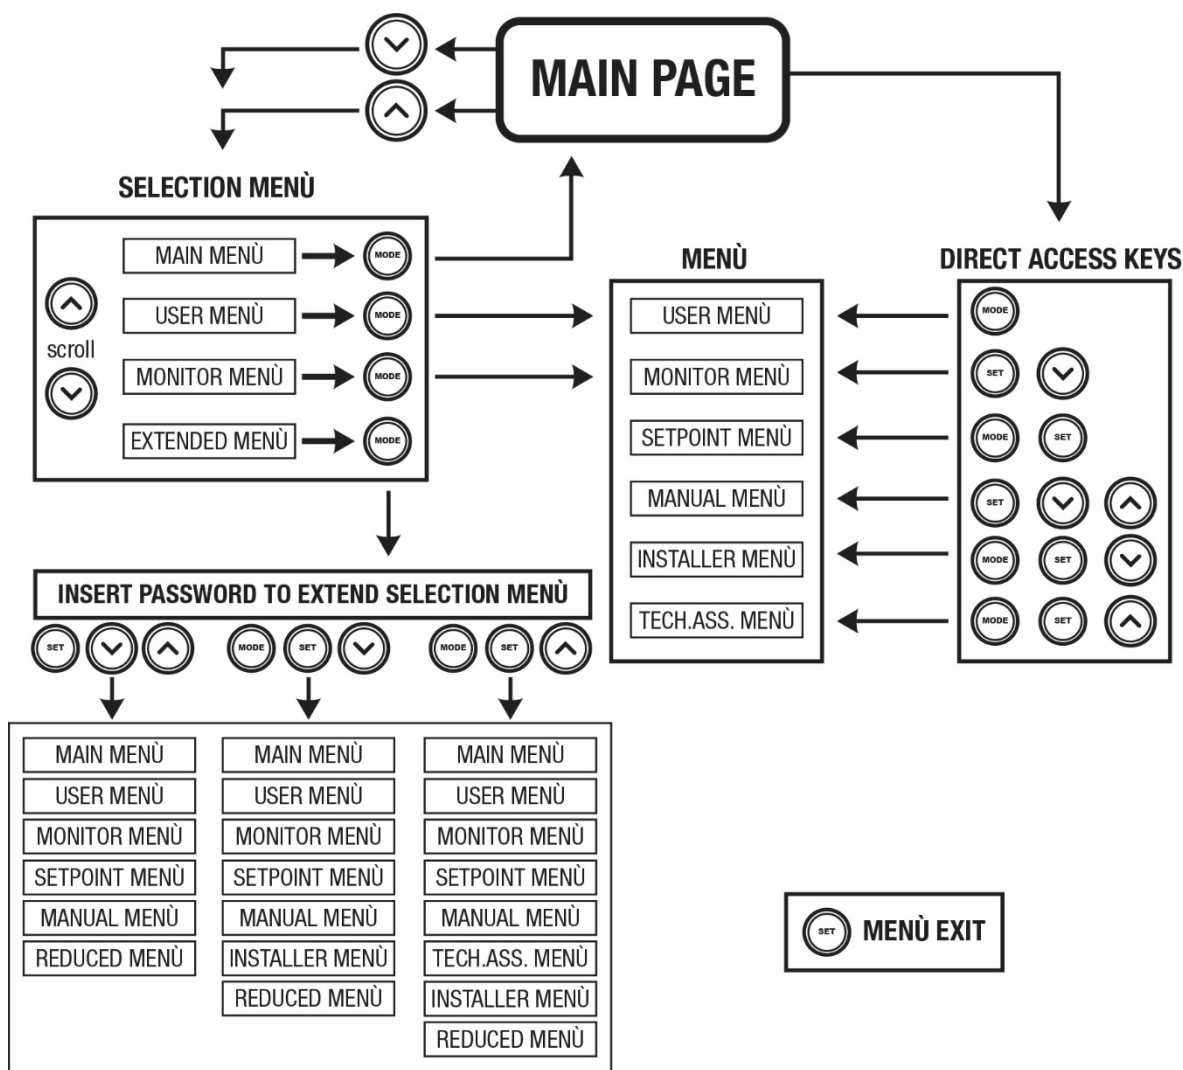 MAIN PAGE
SELECTION MENÙ
MAIN MENÙ MODE
USER MENÙ MODE
scroll
MONITOR MENÙ MODE
EXTENDED MENÙ MODE
MENÙ
USER MENÙ
MONITOR MENÙ
SETPOINT MENÙ
MANUAL MENÙ
INSTALLER MENÙ
TECH.ASS. MENÙ
DIRECT ACCESS KEYS
MODE
SET
MODE SET
SET
MODE SET
MODE SET
INSERT PASSWORD TO EXTEND SELECTION MENÙ
SET MODE SET MODE SET
MAIN MENÙ
USER MENÙ
MONITOR MENÙ
SETPOINT MENÙ
MANUAL MENÙ
REDUCED MENÙ
MAIN MENÙ
USER MENÙ
MONITOR MENÙ
SETPOINT MENÙ
MANUAL MENÙ
INSTALLER MENÙ
REDUCED MENÙ
MAIN MENÙ
USER MENÙ
MONITOR MENÙ
SETPOINT MENÙ
MANUAL MENÙ
TECH.ASS. MENÙ
INSTALLER MENÙ
REDUCED MENÙ
SET MENÙ EXIT